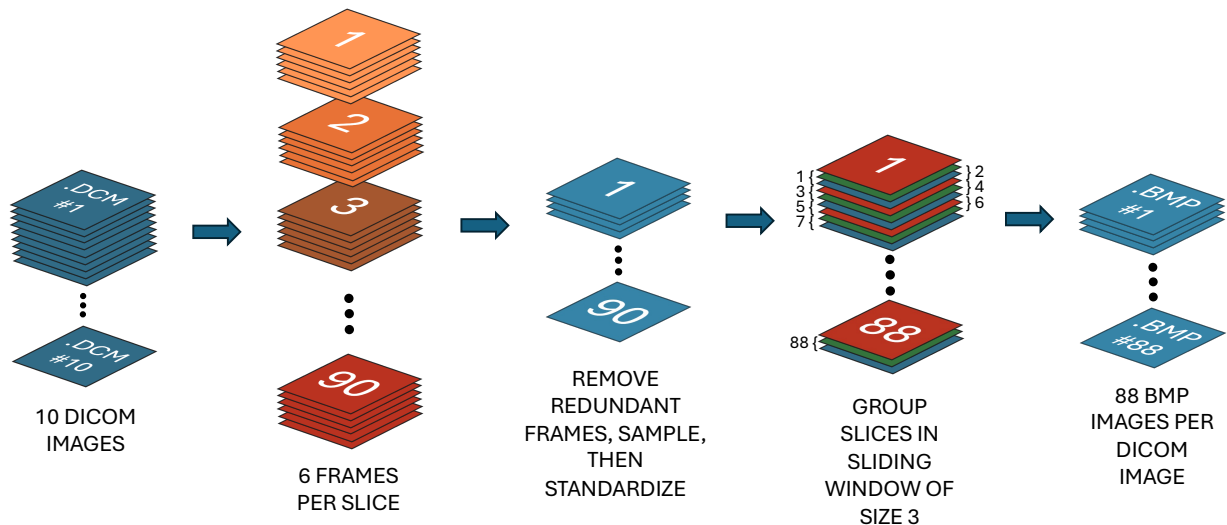 .DCM
#1
.DCM
#10
10 DICOM
IMAGES
1
2
3
90
6 FRAMES
PER SLICE
1
90
REMOVE
REDUNDANT
FRAMES, SAMPLE,
THEN
STANDARDIZE
1
1 {
3 {
5 {
7 {
} 2
} 4
} 6
88
88 {
GROUP
SLICES IN
SLIDING
WINDOW OF
SIZE 3
.BMP
#1
.BMP
#88
88 BMP
IMAGES PER
DICOM
IMAGE